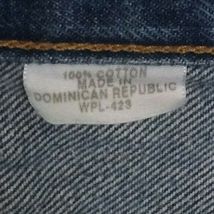 100% COTTON
MADE IN
DOMINICAN REPUBLIC
WPL-423